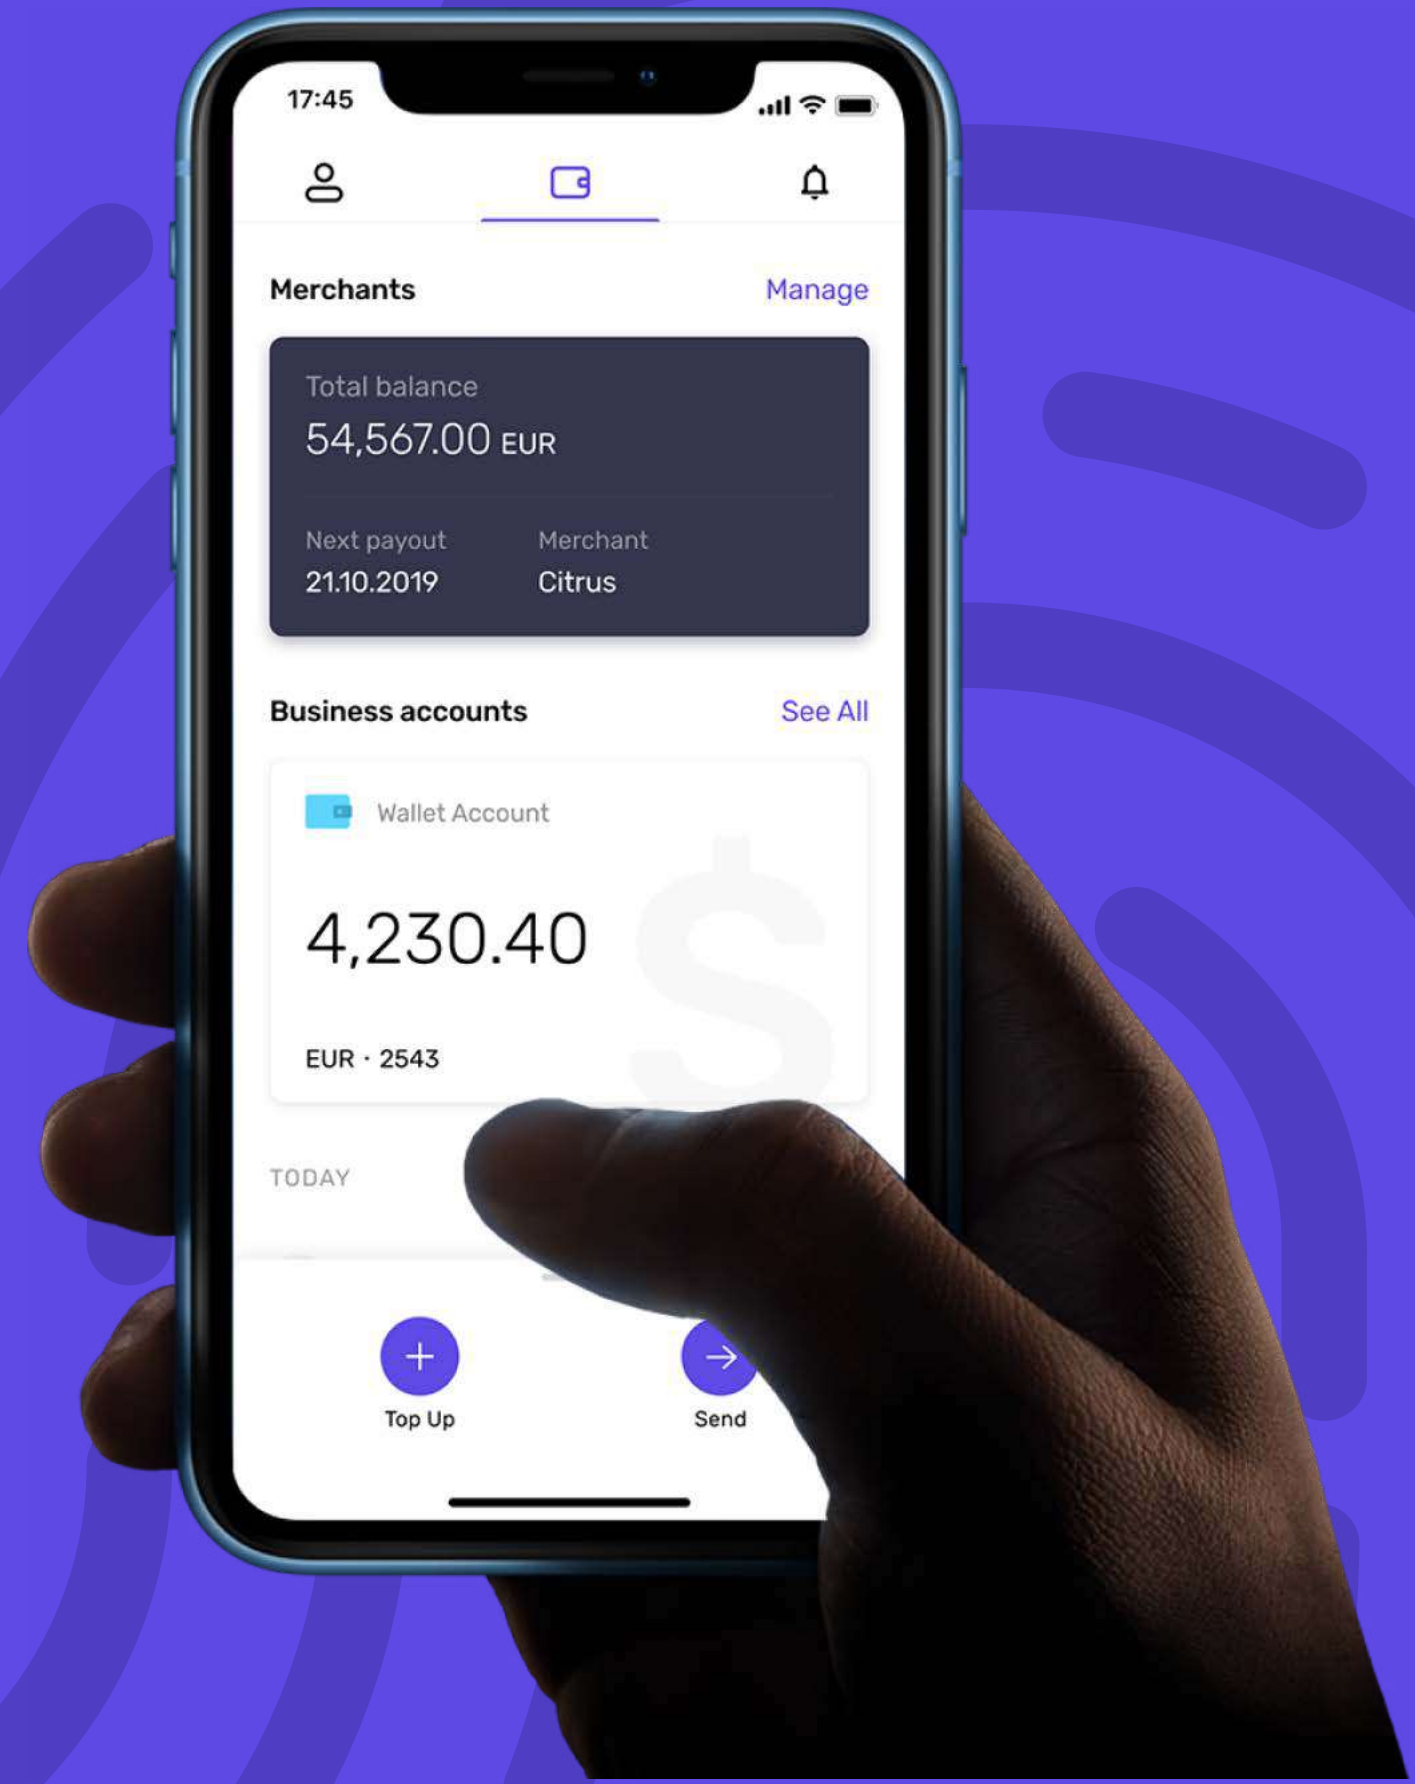 17:45
Merchants Manage
Total balance
54,567.00 EUR
Next payout Merchant
21.10.2019 Citrus
Business accounts See All
Wallet Account
4,230.40
EUR · 2543
TODAY
Top Up Send